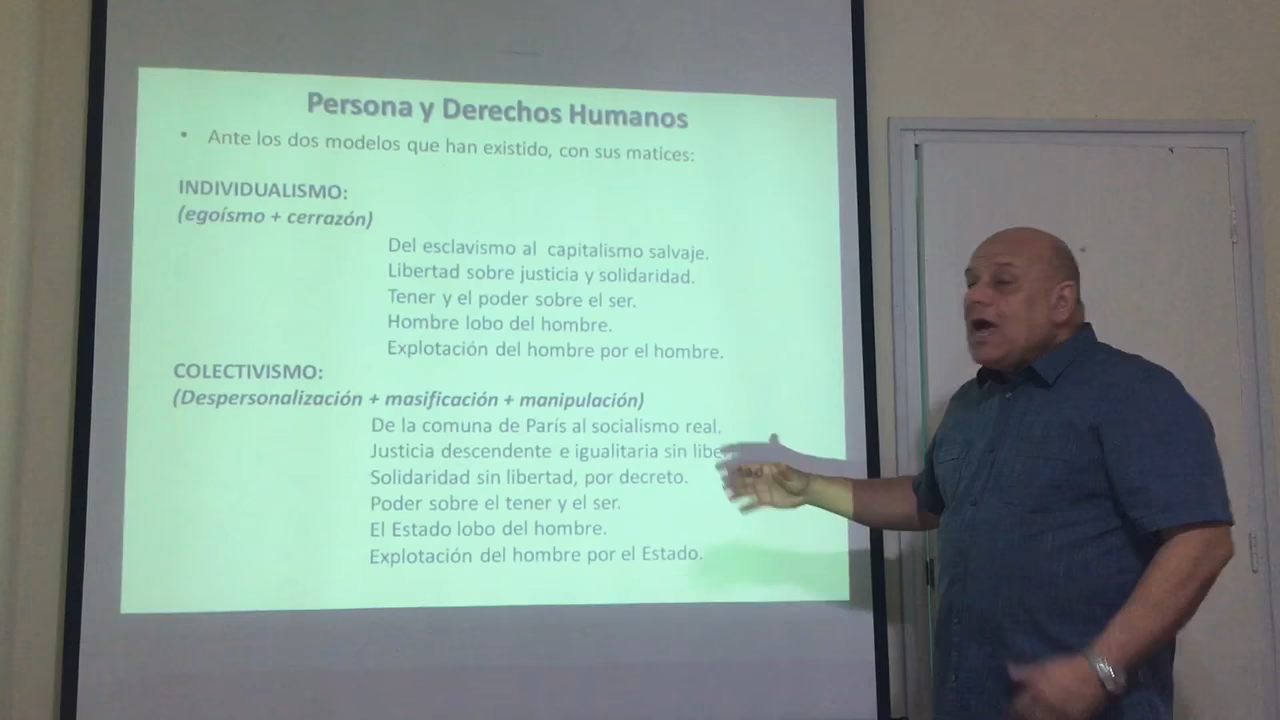 Persona y Derechos Humanos
• Ante los dos modelos que han existido, con sus matices:
INDIVIDUALISMO:
(egoísmo + cerrazón)
Del esclavismo al capitalismo salvaje.
Libertad sobre justicia y solidaridad.
Tener y el poder sobre el ser.
Hombre lobo del hombre.
Explotación del hombre por el hombre.
COLECTIVISMO:
(Despersonalización + masificación + manipulación)
De la comuna de París al socialismo real.
Justicia descendente e igualitaria sin
Solidaridad sin libertad, por decreto.
Poder sobre el tener y el ser.
El Estado lobo del hombre.
Explotación del hombre por el Estado.